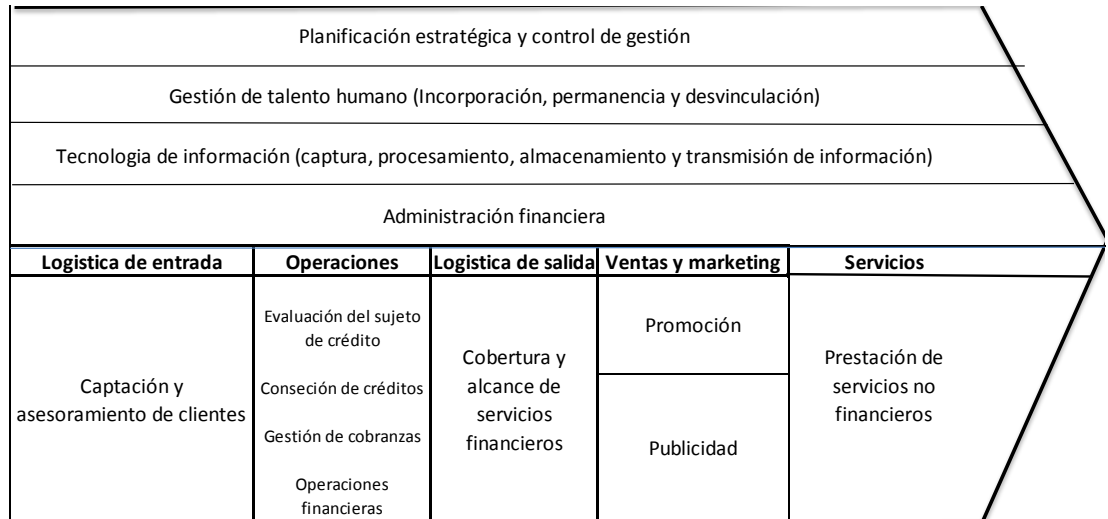 Planificación estratégica y control de gestión
Gestión de talento humano (Incorporación, permanencia y desvinculación)
Tecnologia de información (captura, procesamiento, almacenamiento y transmisión de información)
Administración financiera
Logistica de entrada
Operaciones
Logistica de salida
Ventas y marketing
Servicios
Captación y
asesoramiento de clientes
Evaluación del sujeto
de crédito
Conseción de créditos
Gestión de cobranzas
Operaciones
financieras
Cobertura y
alcance de
servicios
financieros
Promoción
Publicidad
Prestación de
servicios no
financieros